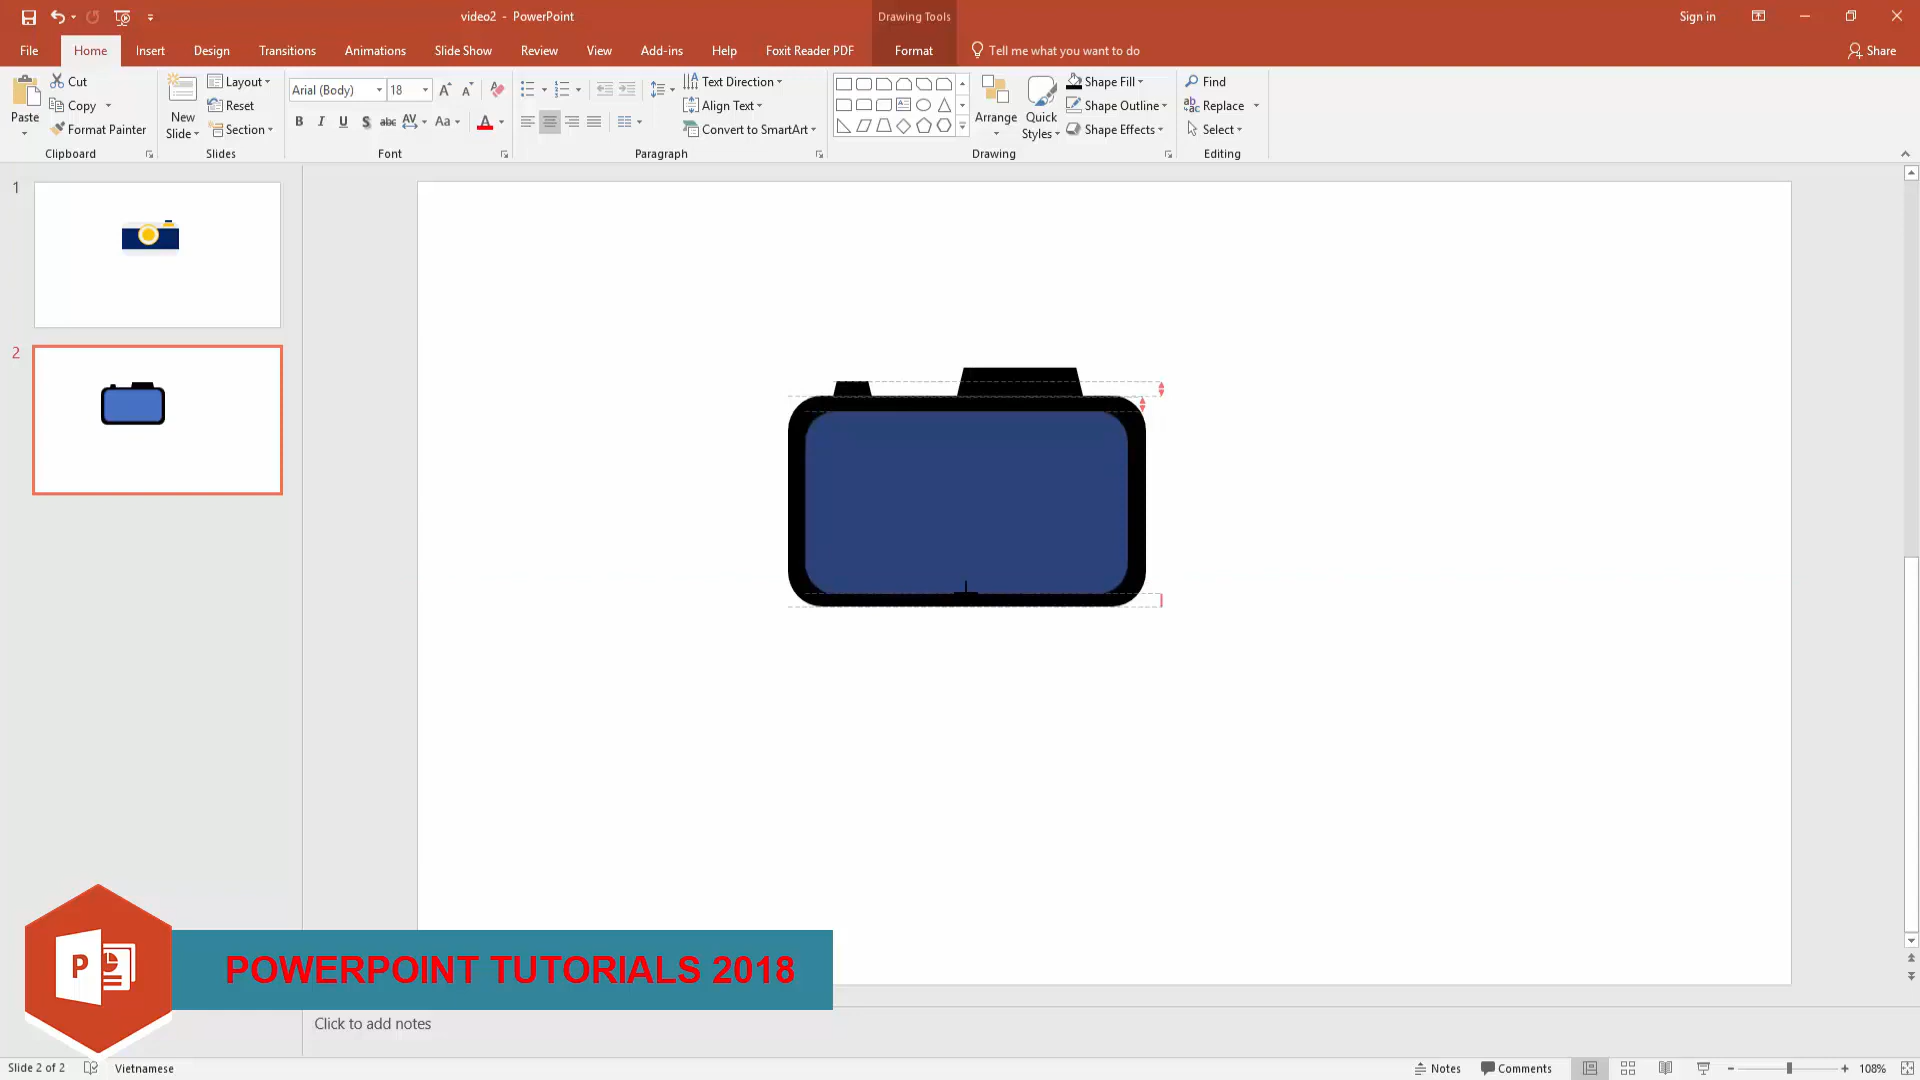 video2 - PowerPoint
Drawing Tools
Sign in
File Home Insert Design Transitions Animations Slide Show Review View Add-ins Help Foxit Reader PDF Format Tell me what you want to do Share
Paste
Cut
Copy
Format Painter
Clipboard
New Slide
Layout
Reset
Section
Slides
Arial (Body) 18
B I U S abc AV Aa A
Font
Text Direction
Align Text
Convert to SmartArt
Paragraph
Arrange
Quick Styles
Shape Fill
Shape Outline
Shape Effects
Drawing
Find
Replace
Select
Editing
1
2
P
POWERPOINT TUTORIALS 2018
Click to add notes
Slide 2 of 2 Vietnamese Notes Comments 108%